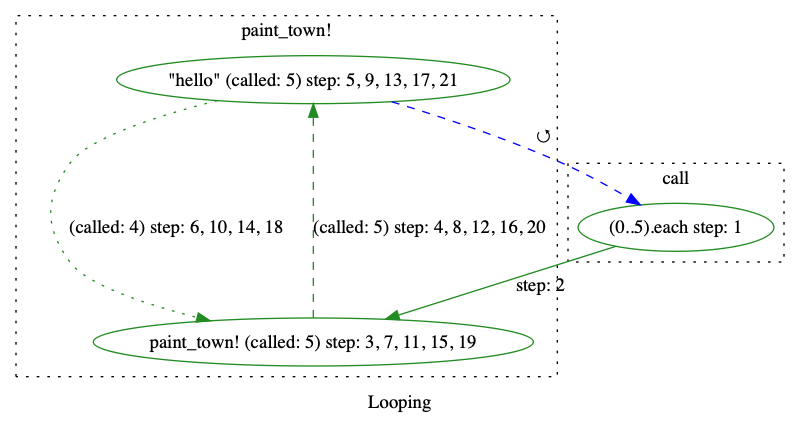 paint_town!
"hello" (called: 5) step: 5, 9, 13, 17, 21
↺
call
(called: 4) step: 6, 10, 14, 18
(called: 5) step: 4, 8, 12, 16, 20
(0..5).each step: 1
step: 2
paint_town! (called: 5) step: 3, 7, 11, 15, 19
Looping